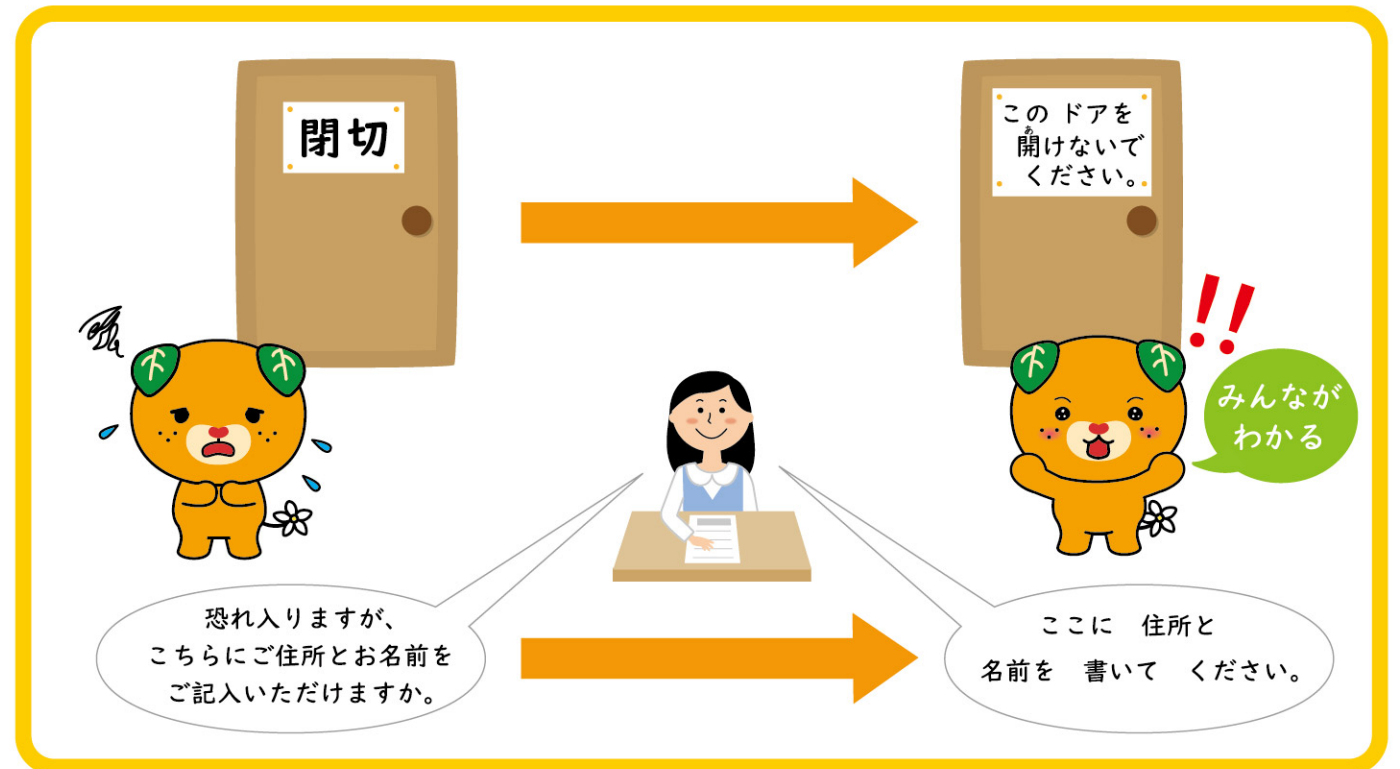 閉切
この ドアを
開けないで
ください。
あ
みんなが
わかる
恐れ入りますが、
こちらにご住所とお名前を
ご記入いただけますか。
ここに 住所と
名前を 書いて ください。